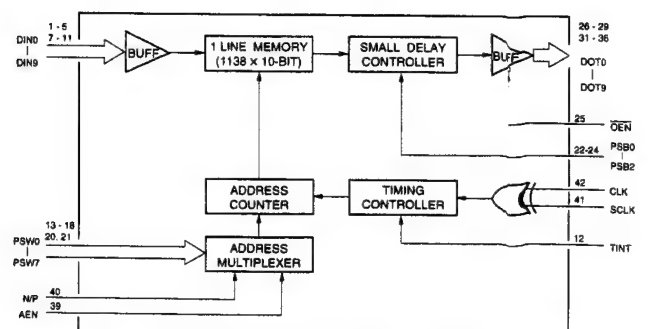 1 - 5
7 - 11
DIN0
DIN9
BUFF
1 LINE MEMORY
(1138 × 10-BIT)
SMALL DELAY
CONTROLLER
BUFF
26 - 29
31 - 36
DOT0
DOT9
25
OEN
22-24
PSB0
PSB2
ADDRESS
COUNTER
TIMING
CONTROLLER
42
CLK
41
SCLK
12
TINT
13 - 18
20, 21
PSW0
PSW7
ADDRESS
MULTIPLEXER
40
N/P
39
AEN